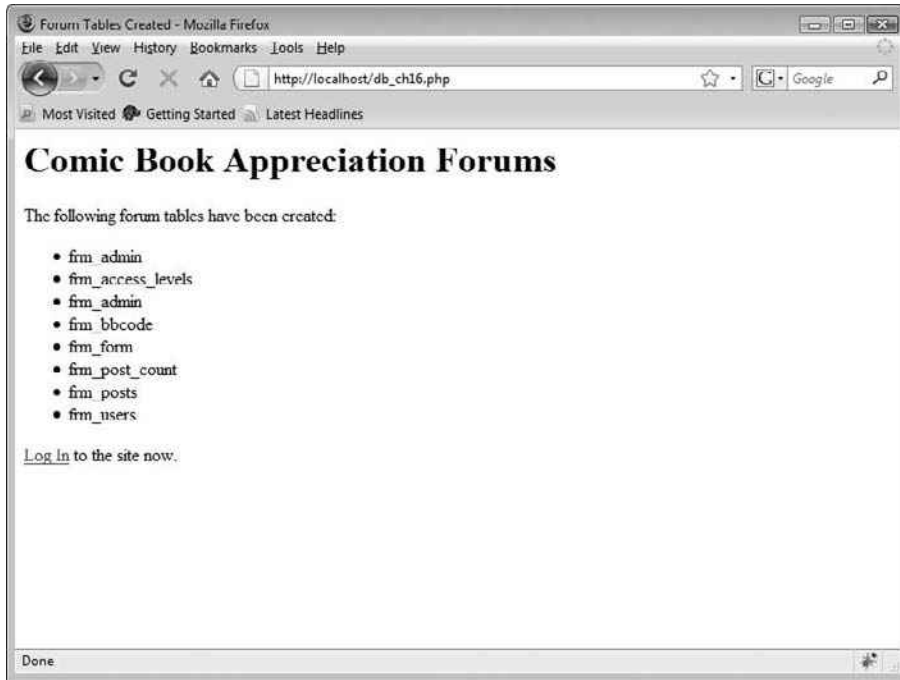 Forum Tables Created - Mozilla Firefox
File Edit View History Bookmarks Tools Help
http://localhost/db_ch16.php
G Google
Most Visited Getting Started Latest Headlines
Comic Book Appreciation Forums
The following forum tables have been created:
• frm_admin
• frm_access_levels
• frm_admin
• frm_bbcode
• frm_form
• frm_post_count
• frm_posts
• frm_users
Log In to the site now.
Done